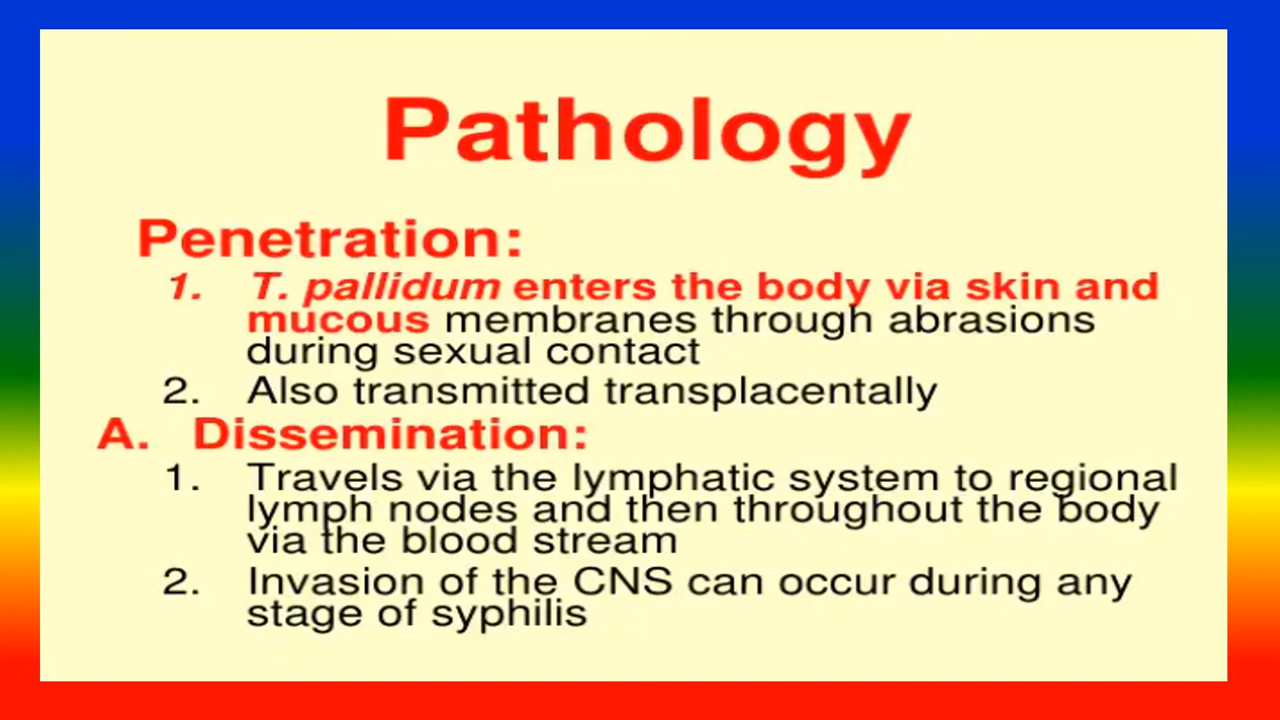 Pathology
Penetration:
1. T. pallidum enters the body via skin and
mucous membranes through abrasions
during sexual contact
2. Also transmitted transplacentally
A. Dissemination:
1. Travels via the lymphatic system to regional
lymph nodes and then throughout the body
via the blood stream
2. Invasion of the CNS can occur during any
stage of syphilis